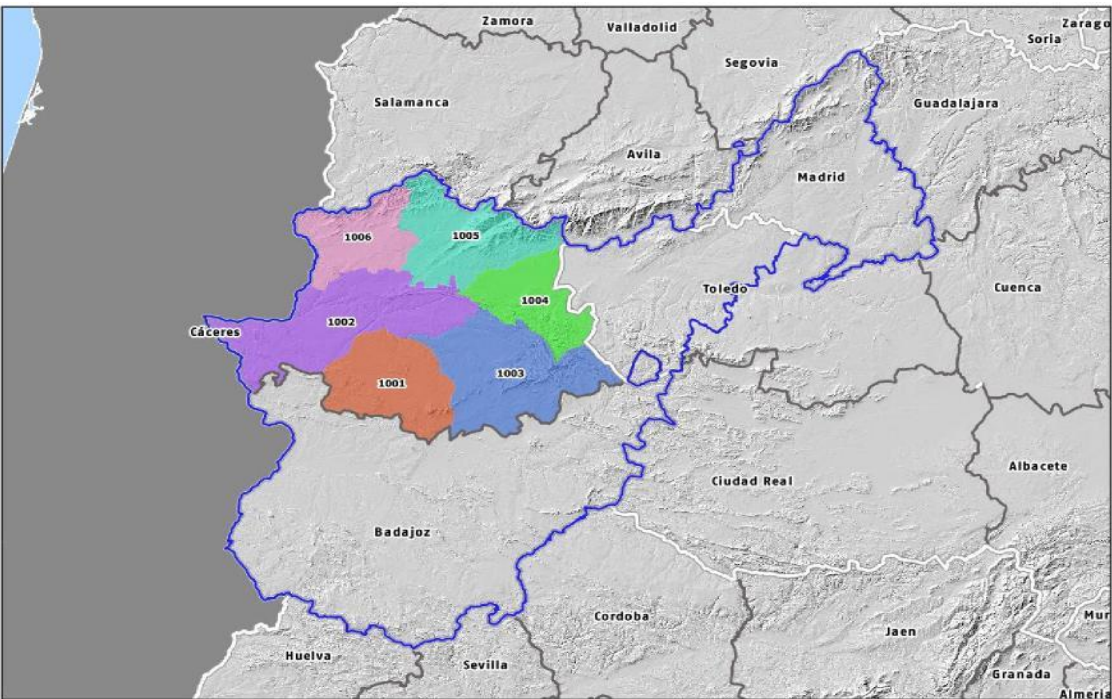 Zamora
Valladolid
Zarago
Soria
Segovia
Salamanca
Guadalajara
Avila
Madrid
1006
1005
Toledo
Cuenca
1004
Cáceres
1002
1003
1001
Albacete
Ciudad Real
Badajoz
Cordoba
Mur
Jaen
Huelva
Sevilla
Granada
Almeri